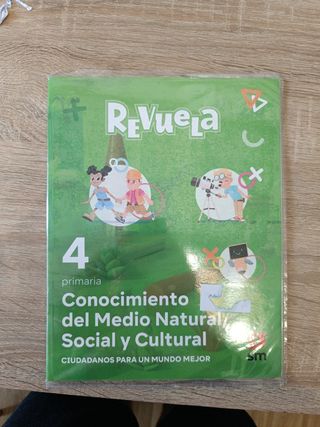 REVUELA
4
primaria
Conocimiento
del Medio Natural,
Social y Cultural
CIUDADANOS PARA UN MUNDO MEJOR
sm